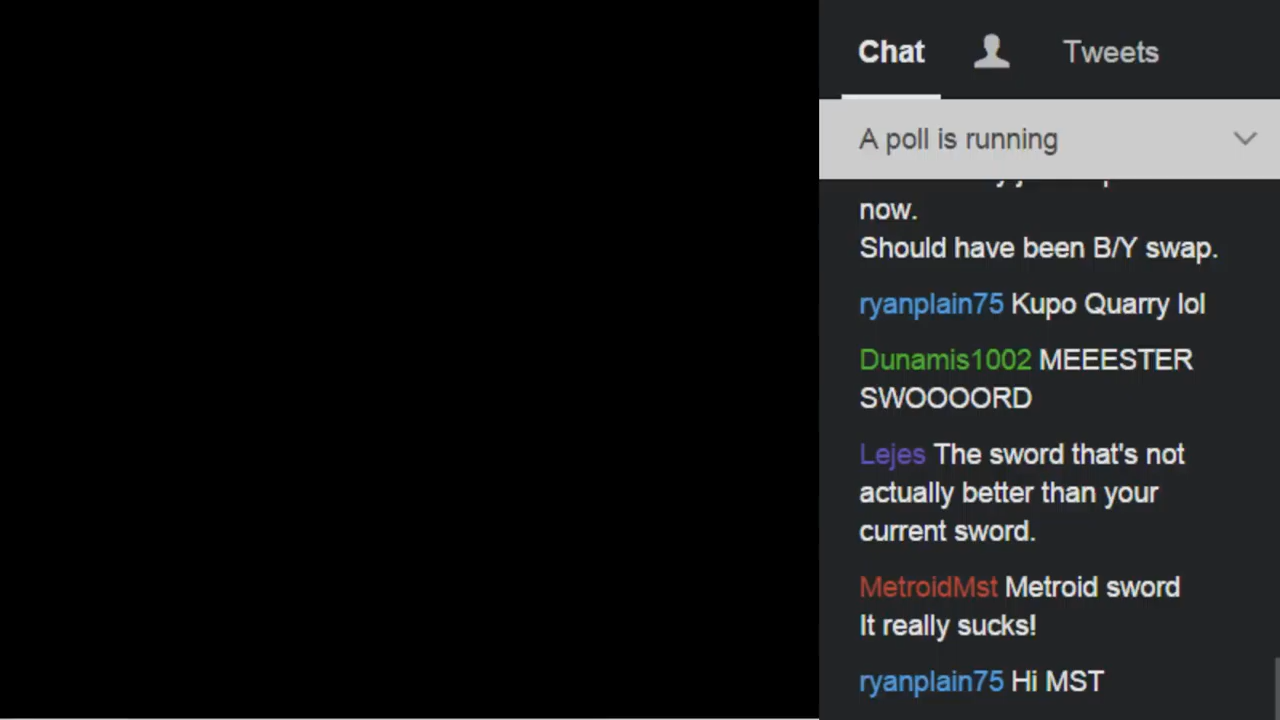 Chat
Tweets
A poll is running
now.
Should have been B/Y swap.
ryanplain75 Kupo Quarry lol
Dunamis1002 MEEESTER
SWOOOORD
Lejes The sword that's not
actually better than your
current sword.
MetroidMst Metroid sword
It really sucks!
ryanplain75 Hi MST